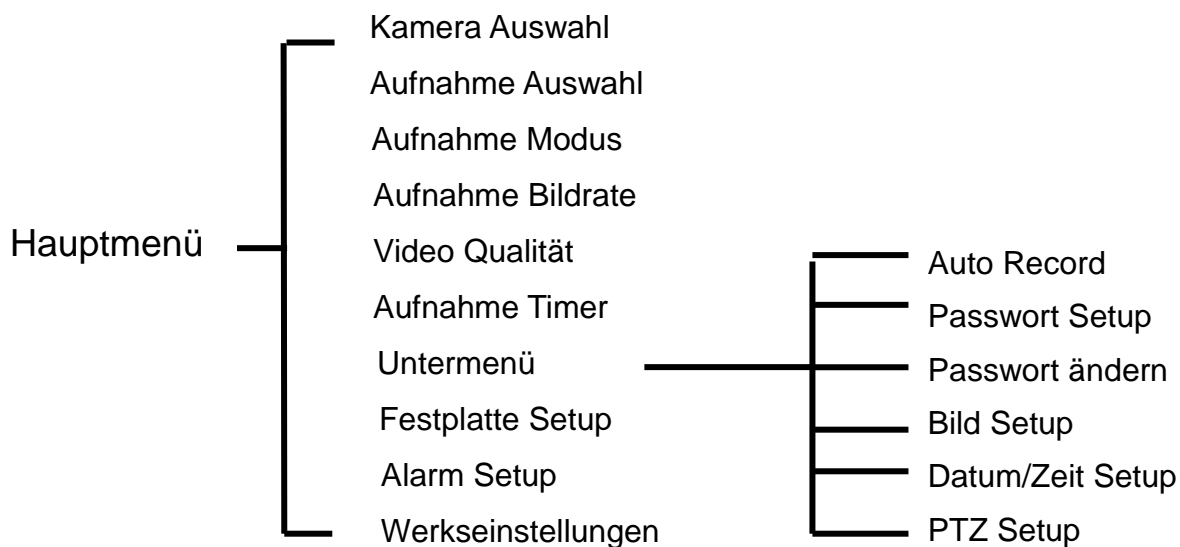 Hauptmenü
Kamera Auswahl
Aufnahme Auswahl
Aufnahme Modus
Aufnahme Bildrate
Video Qualität
Aufnahme Timer
Untermenü
Festplatte Setup
Alarm Setup
Werkseinstellungen
Auto Record
Passwort Setup
Passwort ändern
Bild Setup
Datum/Zeit Setup
PTZ Setup